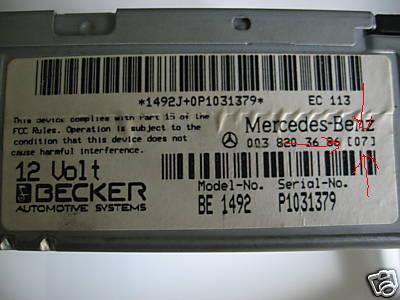 *1492J+0P1031379*
EC 113
This device complies with Part 15 of the
FCC Rules. Operation is subject to the
condition that this device does not
cause harmful interference.
Mercedes-Benz
003 820 36 86 [07]
12 Volt
BECKER
AUTOMOTIVE SYSTEMS
Model-No. Serial-No.
BE 1492 P1031379
ebY